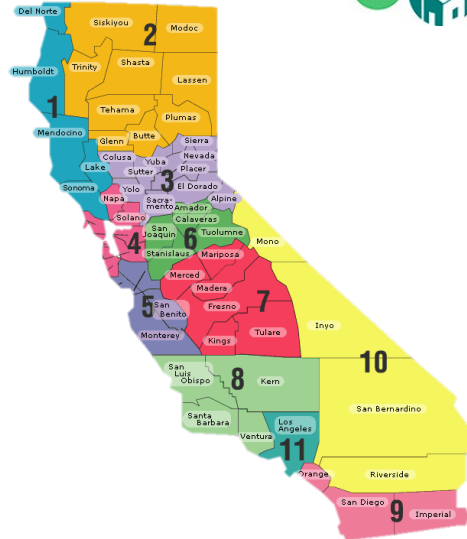 Del Norte
Siskiyou
Modoc
2
Humboldt
Trinity
Shasta
Lassen
1
Tehama
Plumas
Mendocino
Glenn
Butte
Sierra
Colusa
Yuba
Nevada
Lake
Sutter
Placer
3
Sonoma
Yolo
El Dorado
Napa
Sacra-
mento
Alpine
Amador
Solano
Calaveras
San
Joaquin
6
Tuolumne
Mono
4
Stanislaus
Mariposa
Merced
Madera
5
San
Benito
Fresno
7
Inyo
Monterey
Kings
Tulare
10
San
Luis
Obispo
8
Kern
San Bernardino
Santa
Barbara
Los
Angeles
Ventura
11
Orange
Riverside
San Diego
9
Imperial